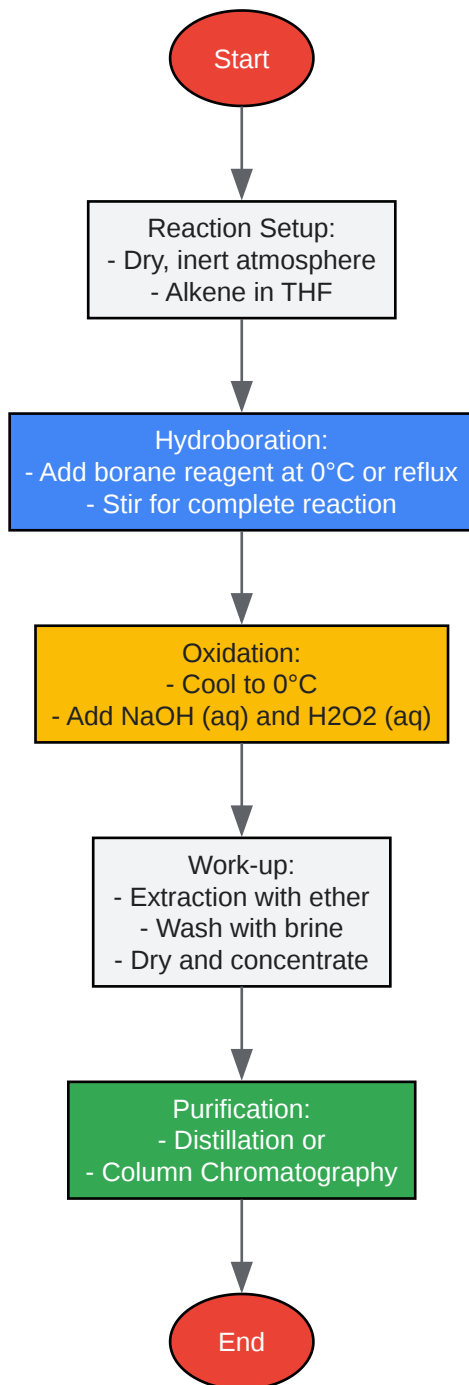 Start
Reaction Setup:
- Dry, inert atmosphere
- Alkene in THF
Hydroboration:
- Add borane reagent at 0°C or reflux
- Stir for complete reaction
Oxidation:
- Cool to 0°C
- Add NaOH (aq) and H2O2 (aq)
Work-up:
- Extraction with ether
- Wash with brine
- Dry and concentrate
Purification:
- Distillation or
- Column Chromatography
End